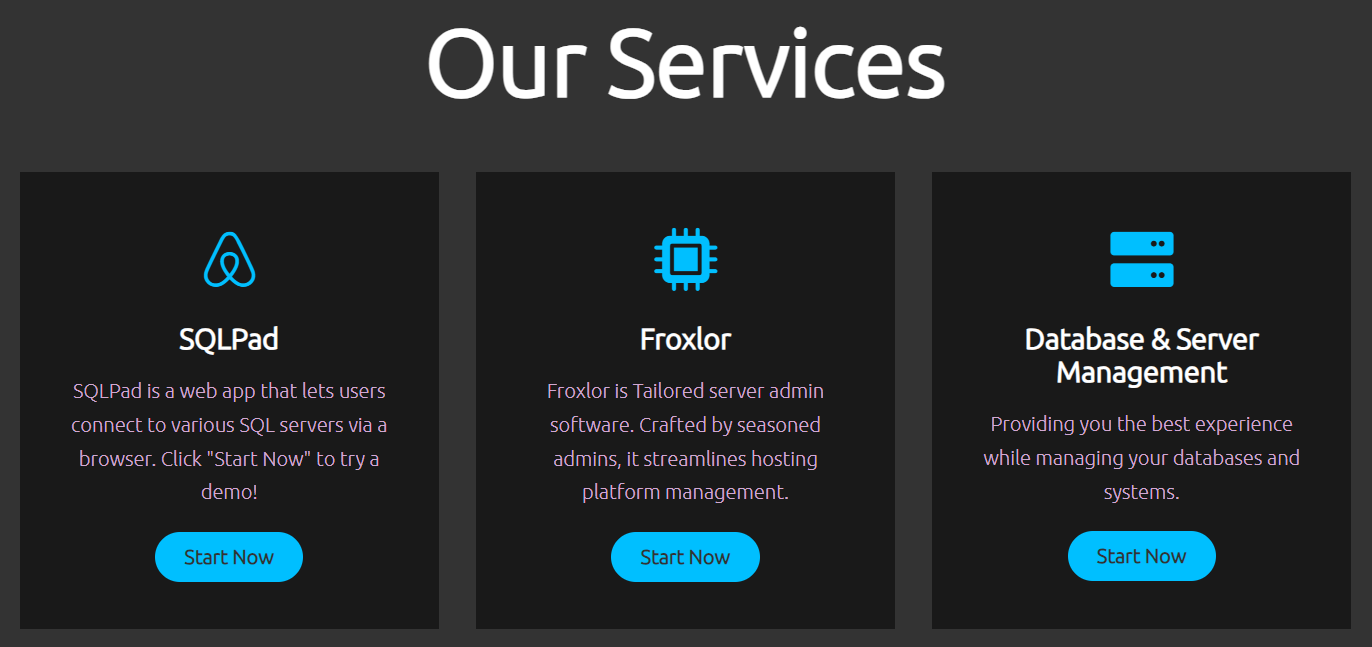 Our Services
SQLPad
SQLPad is a web app that lets users
connect to various SQL servers via a
browser. Click "Start Now" to try a
demo!
Start Now
Froxlor
Froxlor is Tailored server admin
software. Crafted by seasoned
admins, it streamlines hosting
platform management.
Start Now
Database & Server
Management
Providing you the best experience
while managing your databases and
systems.
Start Now